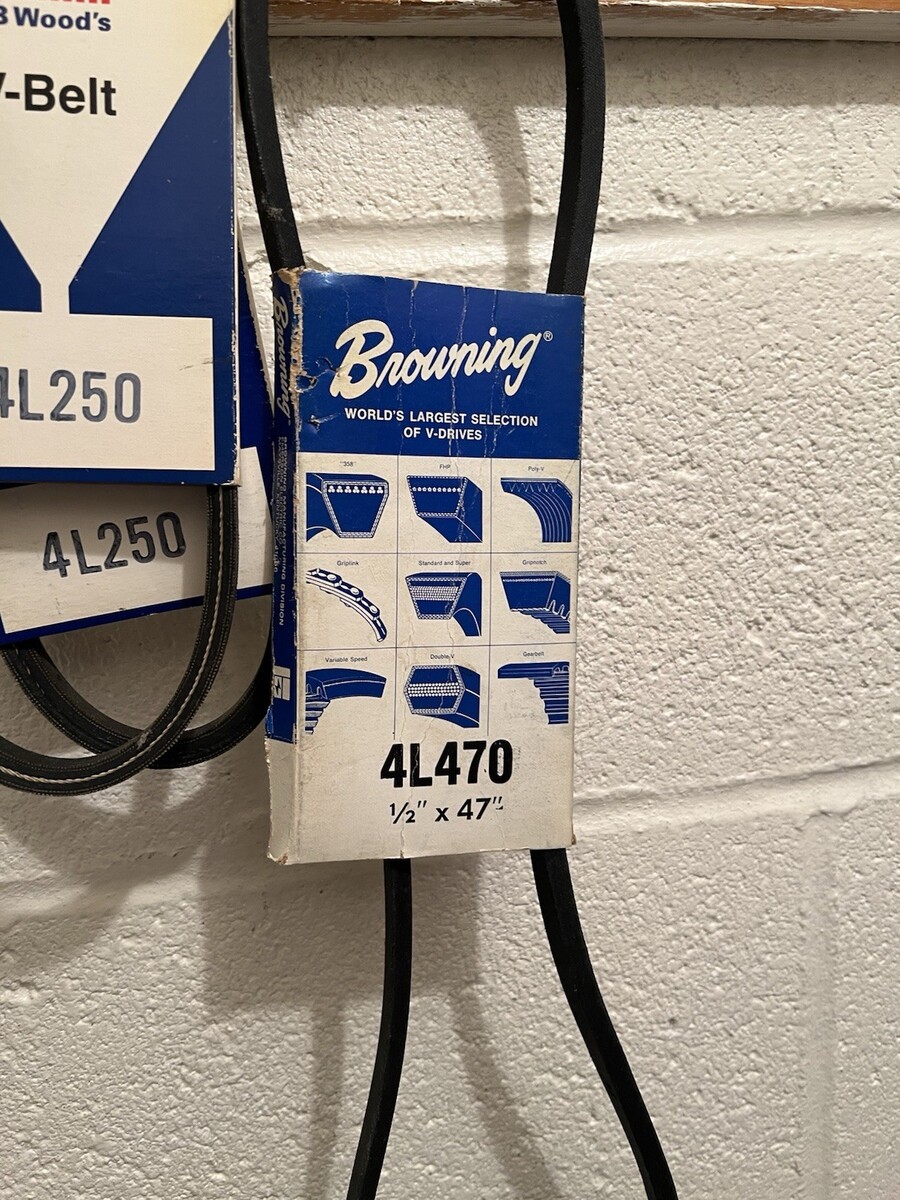 B Wood's
V-Belt
4L250
4L250
Browning®
WORLD'S LARGEST SELECTION
OF V-DRIVES
"358" FHP Poly-V
Griplink Standard and Super Gripnotch
Variable Speed Double-V Gearbelt
4L470
1/2" x 47"
Browning